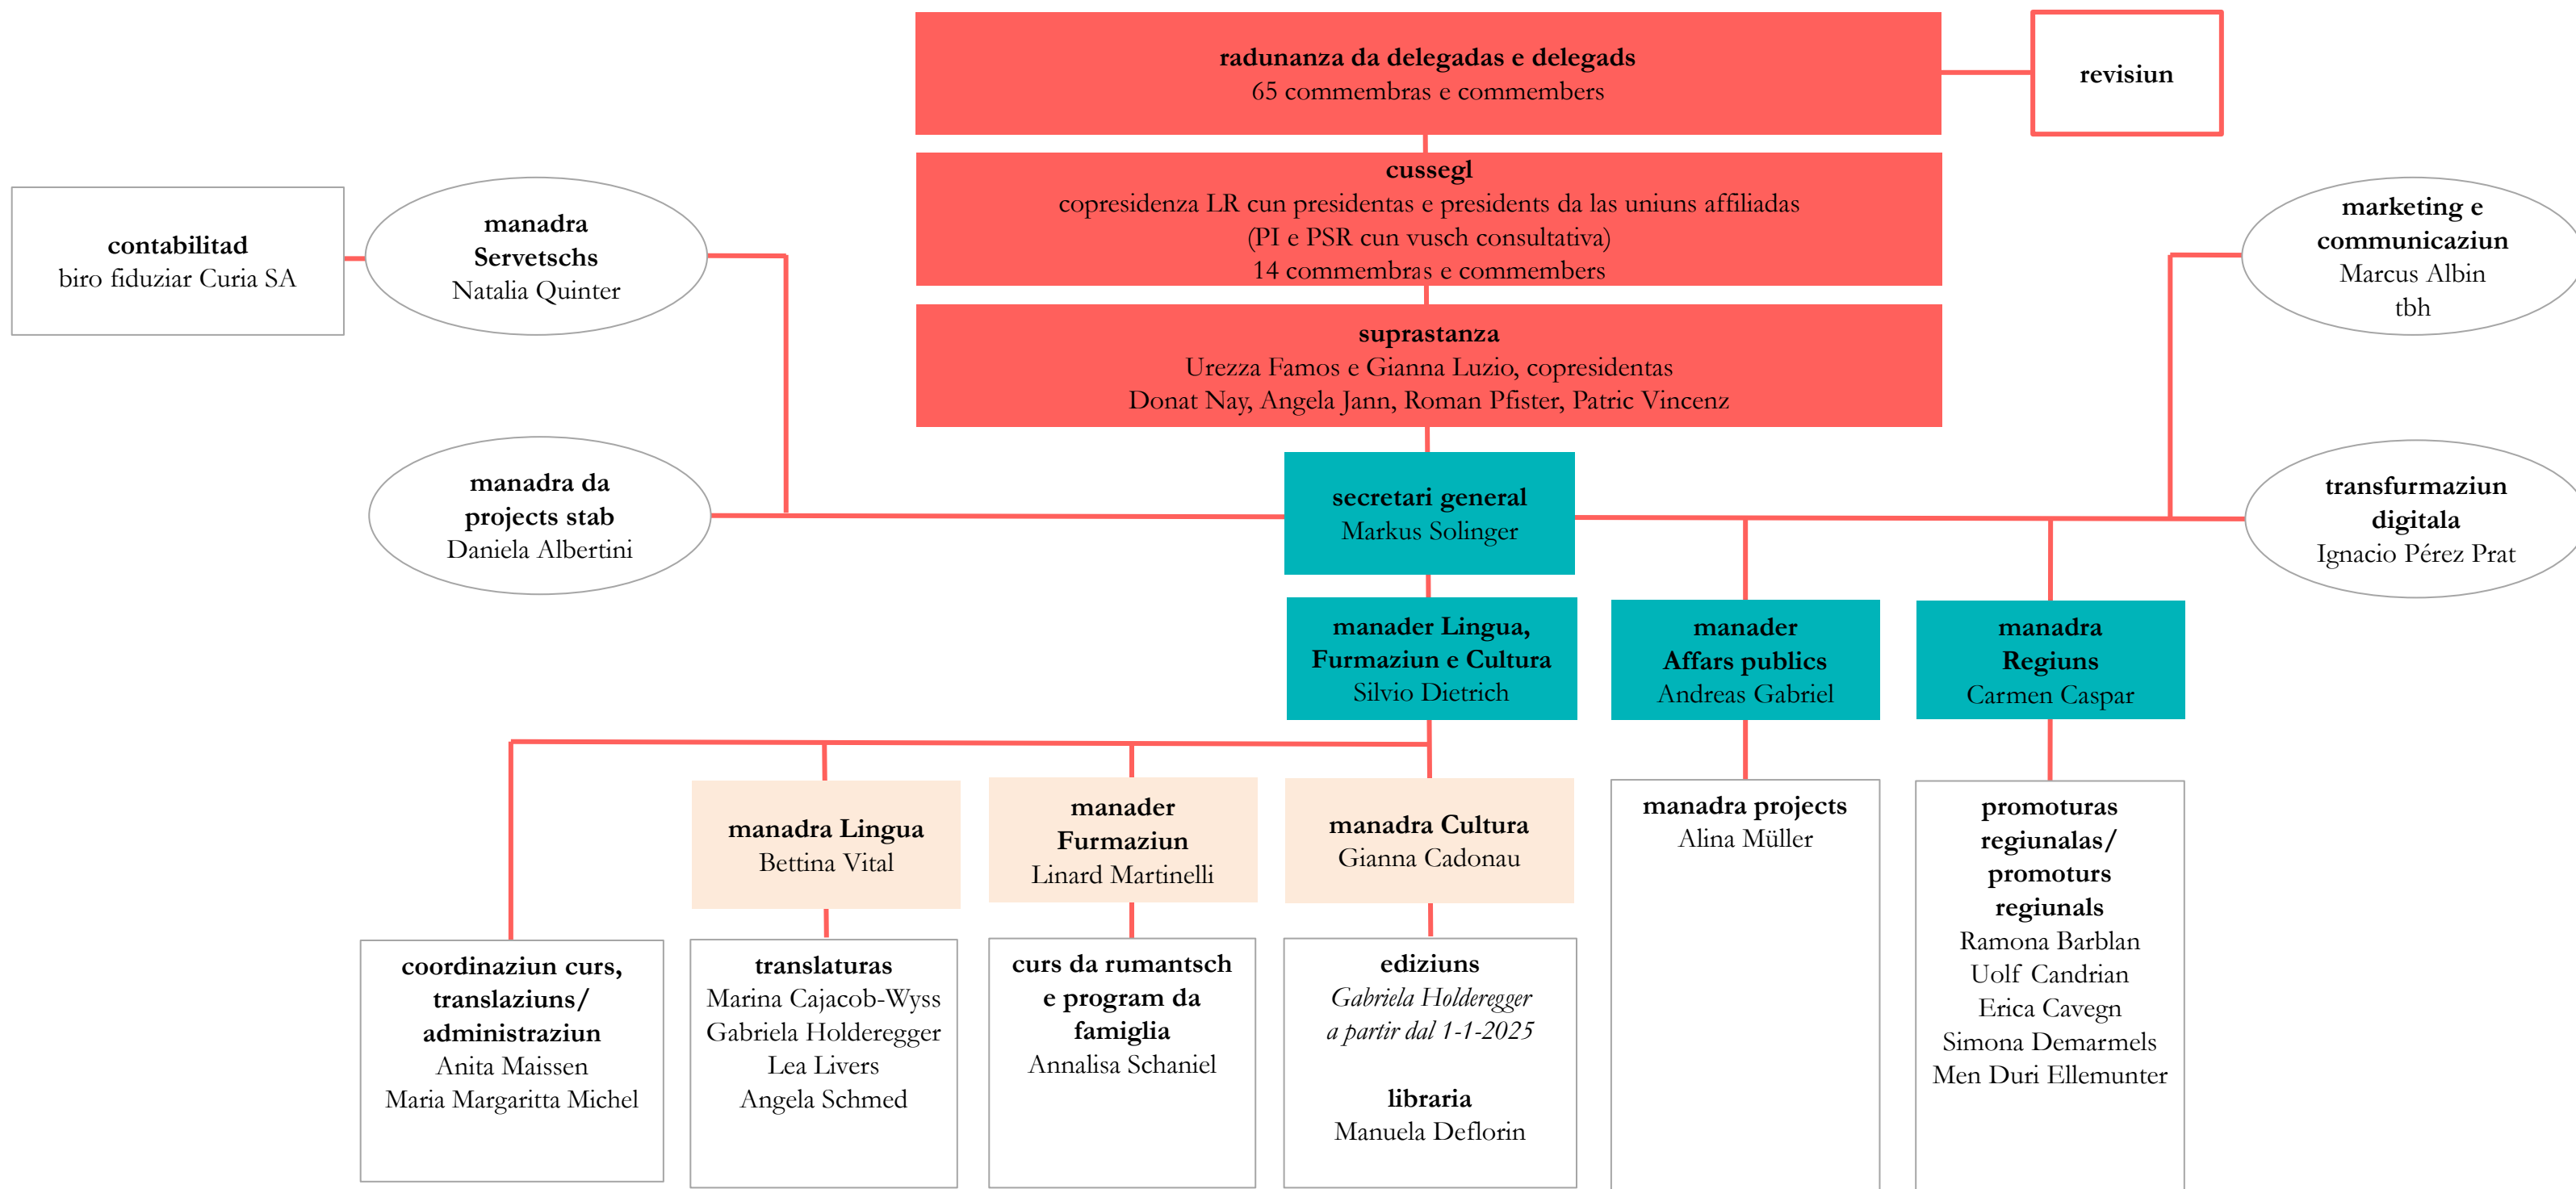 radunanza da delegadas e delegads
65 commembras e commembers
revisiun
cussegl
copresidenza LR cun presidentas e presidents da las uniuns affiliadas
(PI e PSR cun vusch consultativa)
14 commembras e commembers
contabilitad
biro fiduziar Curia SA
manadra
Servetschs
Natalia Quinter
marketing e
communicaziun
Marcus Albin
tbh
suprastanza
Urezza Famos e Gianna Luzio, copresidentas
Donat Nay, Angela Jann, Roman Pfister, Patric Vincenz
manadra da
projects stab
Daniela Albertini
secretari general
Markus Solinger
transfurmaziun
digitala
Ignacio Pérez Prat
manader Lingua,
Furmaziun e Cultura
Silvio Dietrich
manader
Affars publics
Andreas Gabriel
manadra
Regiuns
Carmen Caspar
manadra Lingua
Bettina Vital
manader
Furmaziun
Linard Martinelli
manadra Cultura
Gianna Cadonau
manadra projects
Alina Müller
promoturas
regiunalas/
promoturs
regiunals
Ramona Barblan
Uolf Candrian
Erica Cavegn
Simona Demarmels
Men Duri Ellemunter
coordinaziun curs,
translaziuns/
administraziun
Anita Maissen
Maria Margaritta Michel
translaturas
Marina Cajacob-Wyss
Gabriela Holderegger
Lea Livers
Angela Schmed
curs da rumantsch
e program da
famiglia
Annalisa Schaniel
ediziuns
Gabriela Holderegger
a partir dal 1-1-2025
libraria
Manuela Deflorin